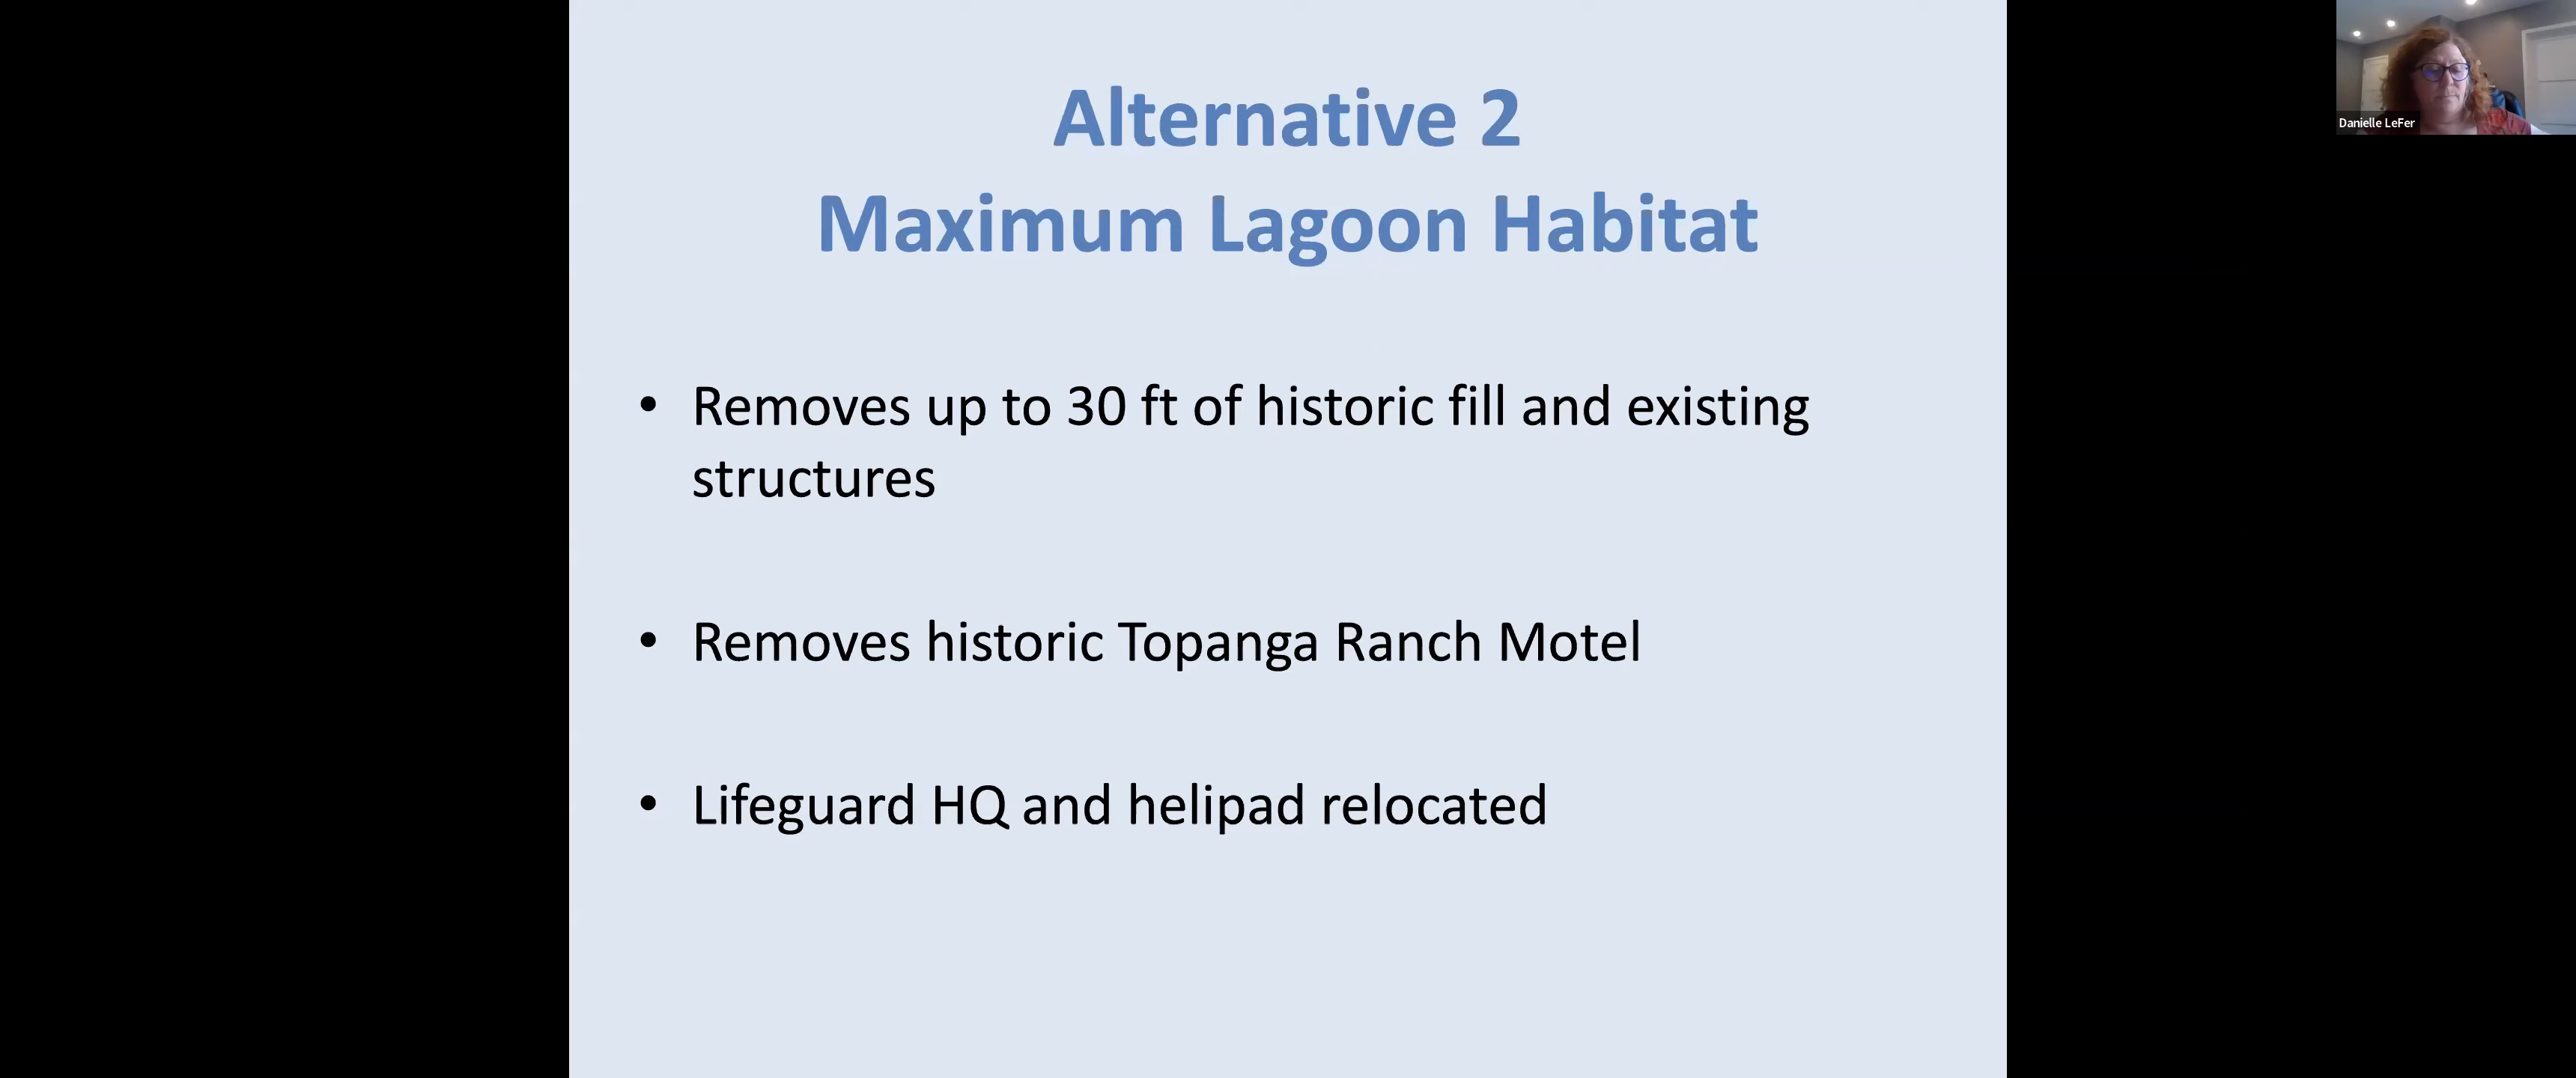 Alternative 2
Maximum Lagoon Habitat
• Removes up to 30 ft of historic fill and existing
structures
• Removes historic Topanga Ranch Motel
• Lifeguard HQ and helipad relocated
Danielle LeFer